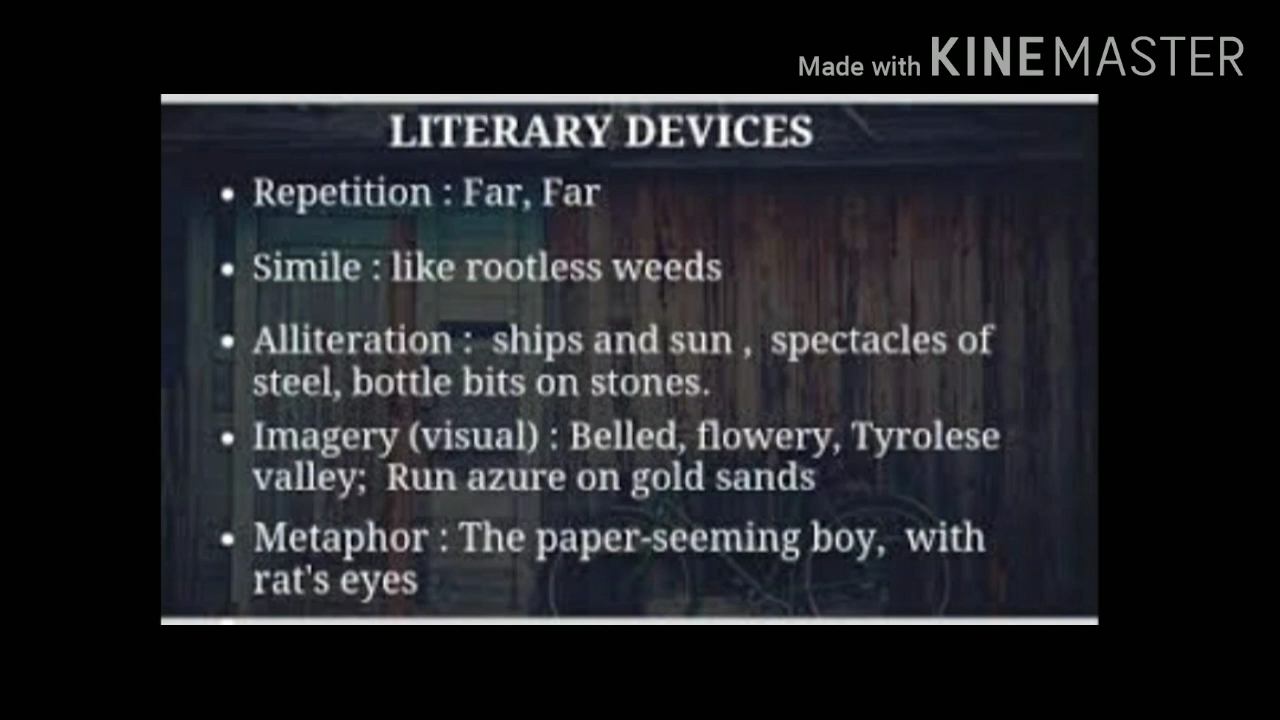 Made with KINEMASTER
LITERARY DEVICES
• Repetition : Far, Far
• Simile : like rootless weeds
• Alliteration : ships and sun , spectacles of
steel, bottle bits on stones.
• Imagery (visual) : Belled, flowery, Tyrolese
valley; Run azure on gold sands
• Metaphor : The paper-seeming boy, with
rat's eyes